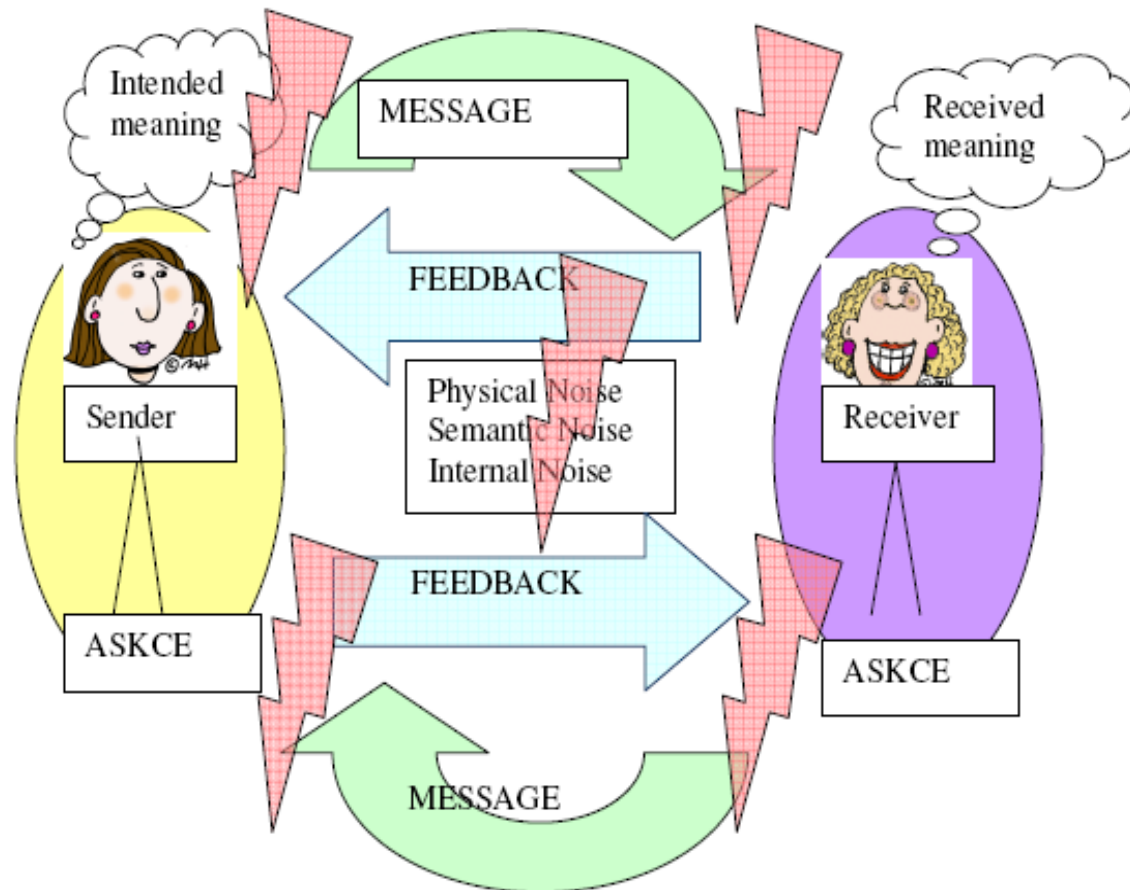 Intended
meaning
MESSAGE
Received
meaning
FEEDBACK
Physical Noise
Semantic Noise
Internal Noise
Sender
Receiver
FEEDBACK
ASKCE
ASKCE
MESSAGE